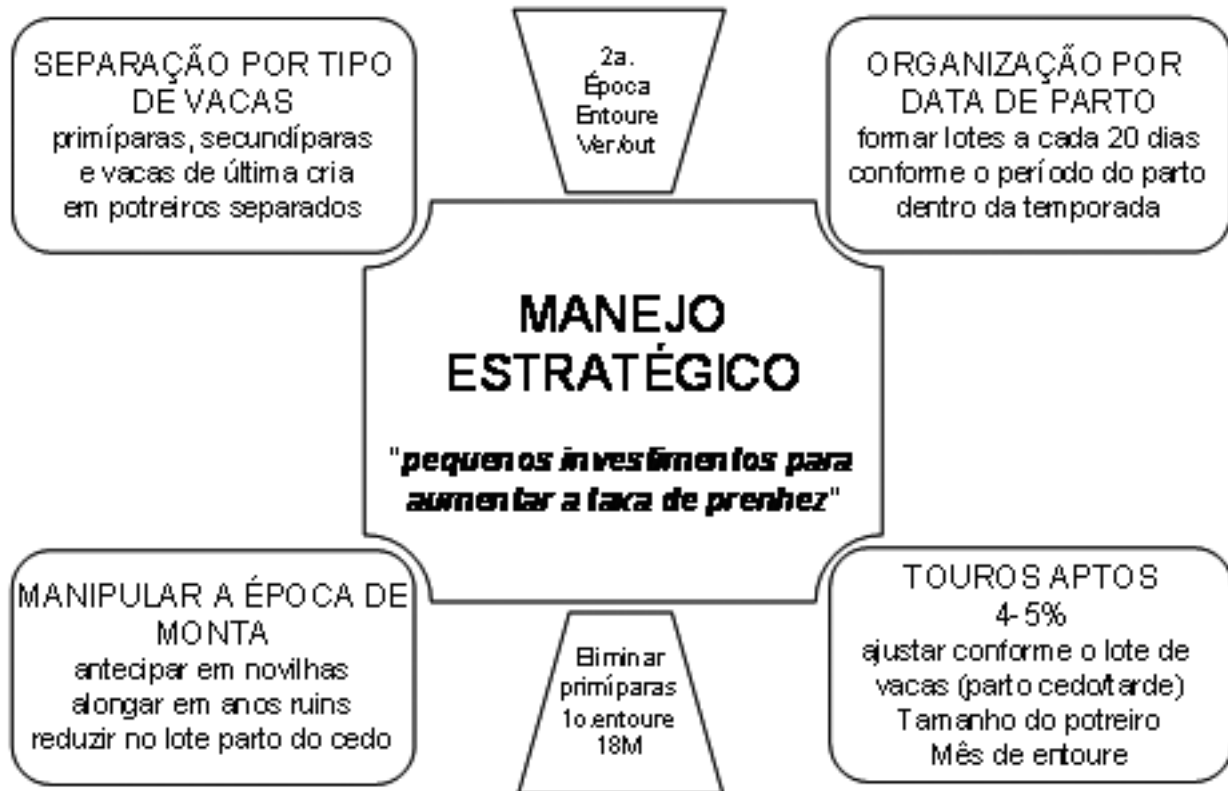 SEPARAÇÃO POR TIPO
DE VACAS
primíparas, secundíparas
e vacas de última cria
em potreiros separados
2a.
Época
Entoure
Ver/out
ORGANIZAÇÃO POR
DATA DE PARTO
formar lotes a cada 20 dias
conforme o período do parto
dentro da temporada
MANEJO
ESTRATÉGICO
"pequenos investimentos para
aumentar a taxa de prenhez"
MANIPULAR A ÉPOCA DE
MONTA
antecipar em novilhas
alongar em anos ruins
reduzir no lote parto do cedo
Eliminar
primíparas
1o.entoure
18M
TOUROS APTOS
4-5%
ajustar conforme o lote de
vacas (parto cedo/tarde)
Tamanho do potreiro
Mês de entoure